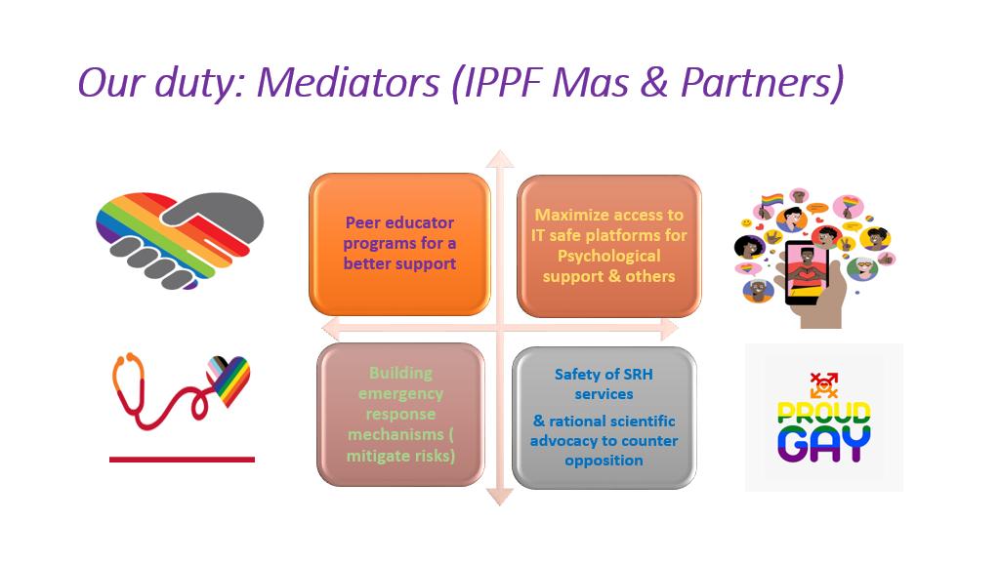 Our duty: Mediators (IPPF Mas & Partners)
Peer educator
programs for a
better support
Maximize access to
IT safe platforms for
Psychological
support & others
Building
emergency
response
mechanisms (
mitigate risks)
Safety of SRH
services
& rational scientific
advocacy to counter
opposition
PROUD
GAY